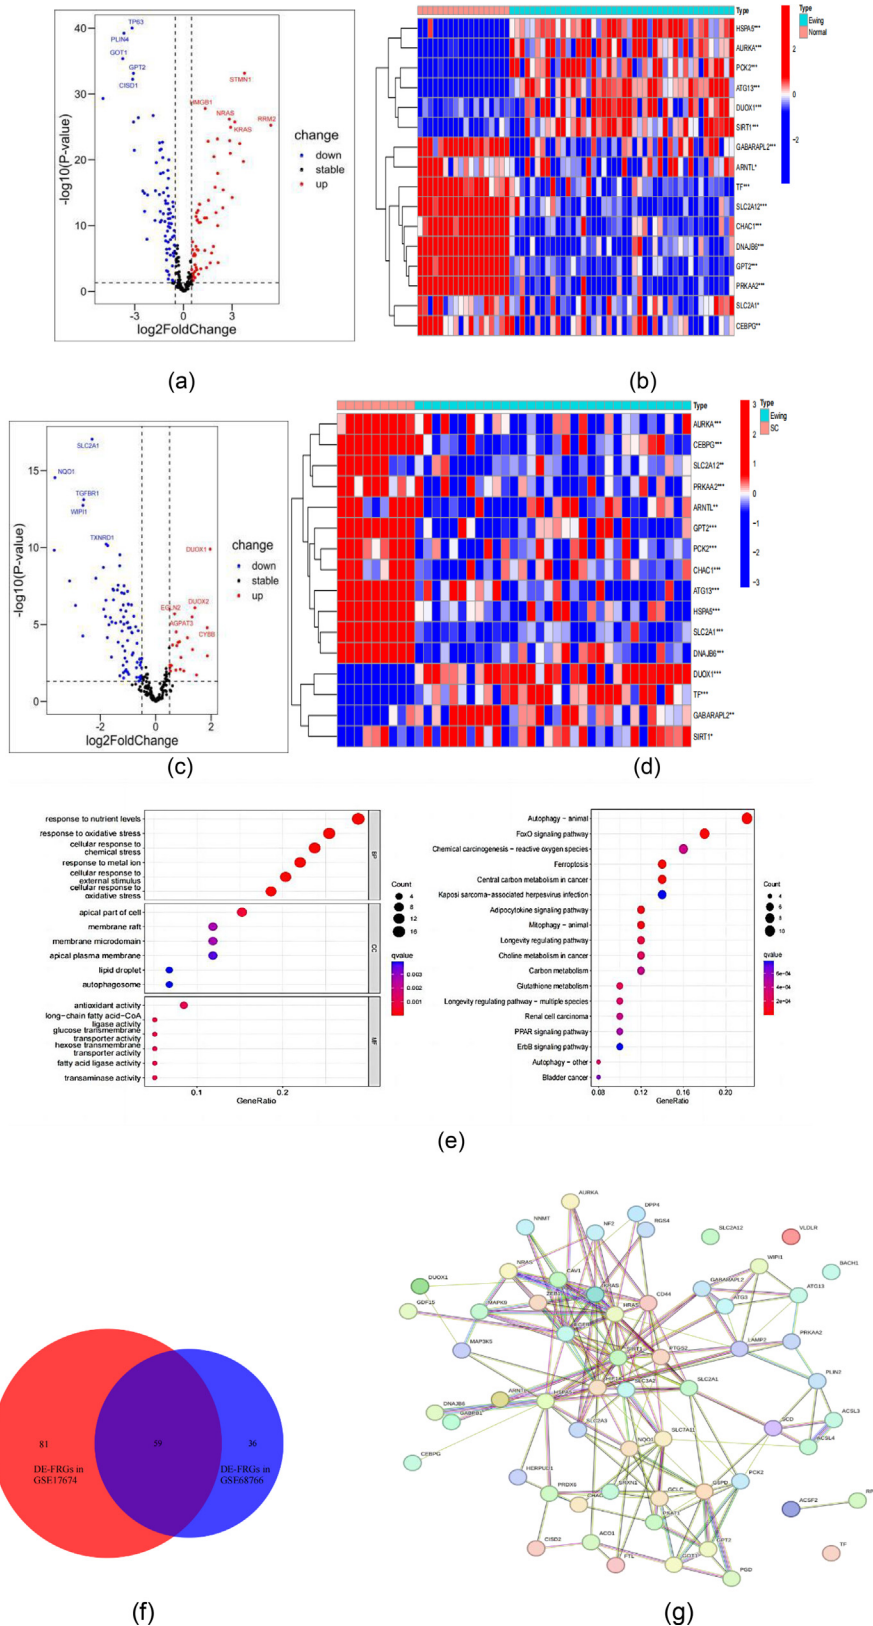 TP63
PLIN4
GOT1
GPT2
CISD1
STMN1
HMGB1
NRAS
RRM2
KRAS
40
30
20
10
0
-3
0
3
-log10(P-value)
log2FoldChange
change
down
stable
up
(a)
Type
HSPA5***
AURKA***
PCK2***
ATG13***
DUOX1***
SIRT1***
GABARAPL2***
ARNTL*
TF***
SLC2A12***
CHAC1***
DNAJB6***
GPT2***
PRKAA2***
SLC2A1*
CEBPG**
2
0
-2
Type
Ewing
Normal
(b)
SLC2A1
NQO1
TGFBR1
WIPI1
TXNRD1
DUOX1
DUOX2
EGLN2
AGPAT3
CYBB
15
10
5
0
-2
0
2
-log10(P-value)
log2FoldChange
change
down
stable
up
(c)
Type
AURKA***
CEBPG***
SLC2A12**
PRKAA2***
ARNTL**
GPT2***
PCK2***
CHAC1***
ATG13***
HSPA5***
SLC2A1***
DNAJB6***
DUOX1***
TF***
GABARAPL2**
SIRT1*
3
2
1
0
-1
-2
-3
Type
Ewing
SC
(d)
response to nutrient levels
response to oxidative stress
cellular response to
chemical stress
response to metal ion
cellular response to
external stimulus
cellular response to
oxidative stress
apical part of cell
membrane raft
membrane microdomain
apical plasma membrane
lipid droplet
autophagosome
antioxidant activity
long-chain fatty acid-CoA
ligase activity
glucose transmembrane
transporter activity
hexose transmembrane
transporter activity
fatty acid ligase activity
transaminase activity
BP
CC
MF
0.1
0.2
GeneRatio
Count
4
8
12
16
qvalue
0.003
0.002
0.001
Autophagy - animal
FoxO signaling pathway
Chemical carcinogenesis - reactive oxygen species
Ferroptosis
Central carbon metabolism in cancer
Kaposi sarcoma-associated herpesvirus infection
Adipocytokine signaling pathway
Mitophagy - animal
Longevity regulating pathway
Choline metabolism in cancer
Carbon metabolism
Glutathione metabolism
Longevity regulating pathway - multiple species
Renal cell carcinoma
PPAR signaling pathway
ErbB signaling pathway
Autophagy - other
Bladder cancer
0.08
0.12
0.16
0.20
GeneRatio
Count
4
6
8
10
qvalue
6e-04
4e-04
2e-04
(e)
81
DE-FRGs in
GSE17674
59
36
DE-FRGs in
GSE68766
(f)
AURKA
NNMT
NF2
DPP4
RGS4
SLC2A12
VLDLR
BACH1
WIPI1
NRAS
CAV1
KRAS
DUOX1
GDF15
MAPK8
CD44
HRAS
GABARAPL2
ATG3
ATG13
MAP3K5
SIRT1
PTGS2
LAMP2
PRKAA2
PLIN2
HSPA5
SLC3A2
SLC2A1
DNAJB6
SLC2A3
SCD
ACSL3
ACSL4
CEBPG
NQO1
SLC7A11
HERPUD1
PRDX6
SRXN1
GCLC
G6PD
PCK2
ACSF2
PSAT1
CISD2
ACO1
FTL
GOT1
GPT2
PGD
TF
(g)